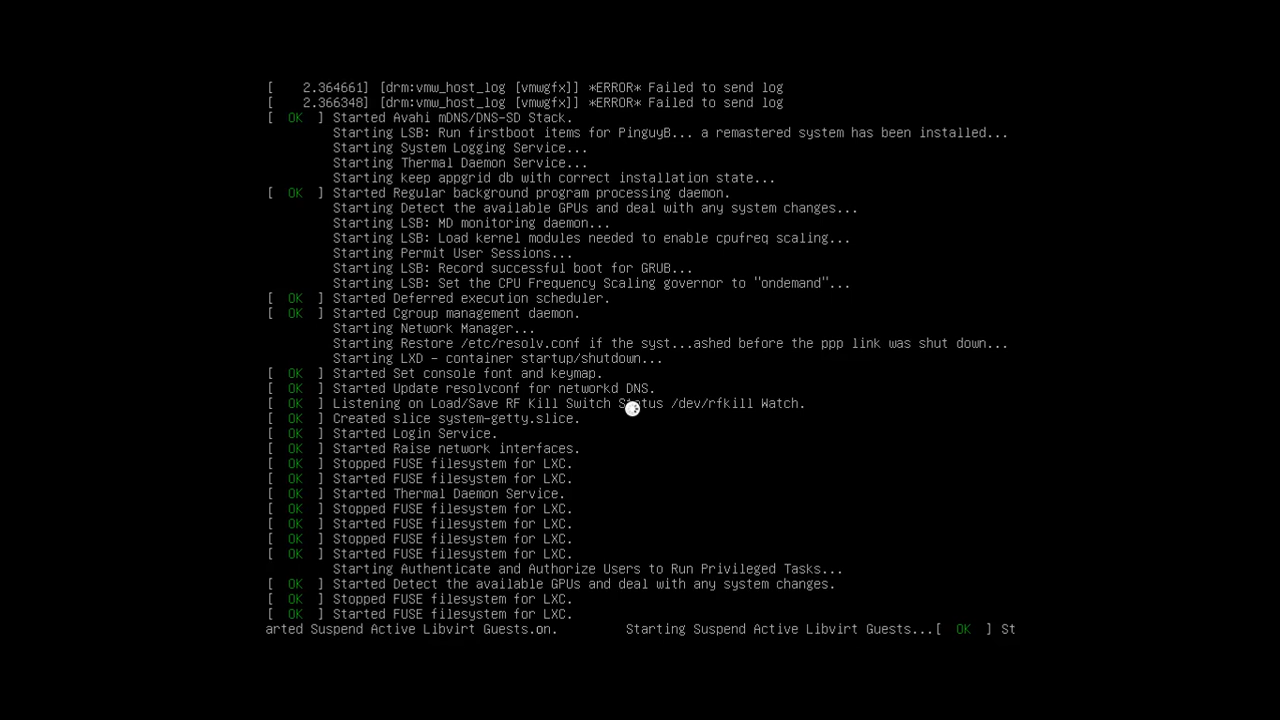 [    2.364661] [drm:vmw_host_log [vmwgfx]] *ERROR* Failed to send log
[    2.366348] [drm:vmw_host_log [vmwgfx]] *ERROR* Failed to send log
[  OK  ] Started Avahi mDNS/DNS-SD Stack.
Starting LSB: Run firstboot items for PinguyB... a remastered system has been installed...
Starting System Logging Service...
Starting Thermal Daemon Service...
Starting keep appgrid db with correct installation state...
[  OK  ] Started Regular background program processing daemon.
Starting Detect the available GPUs and deal with any system changes...
Starting LSB: MD monitoring daemon...
Starting LSB: Load kernel modules needed to enable cpufreq scaling...
Starting Permit User Sessions...
Starting LSB: Record successful boot for GRUB...
Starting LSB: Set the CPU Frequency Scaling governor to "ondemand"...
[  OK  ] Started Deferred execution scheduler.
[  OK  ] Started Cgroup management daemon.
Starting Network Manager...
Starting Restore /etc/resolv.conf if the syst...ashed before the ppp link was shut down...
Starting LXD - container startup/shutdown...
[  OK  ] Started Set console font and keymap.
[  OK  ] Started Update resolvconf for networkd DNS.
[  OK  ] Listening on Load/Save RF Kill Switch Status /dev/rfkill Watch.
[  OK  ] Created slice system-getty.slice.
[  OK  ] Started Login Service.
[  OK  ] Started Raise network interfaces.
[  OK  ] Stopped FUSE filesystem for LXC.
[  OK  ] Started FUSE filesystem for LXC.
[  OK  ] Started Thermal Daemon Service.
[  OK  ] Stopped FUSE filesystem for LXC.
[  OK  ] Started FUSE filesystem for LXC.
[  OK  ] Stopped FUSE filesystem for LXC.
[  OK  ] Started FUSE filesystem for LXC.
Starting Authenticate and Authorize Users to Run Privileged Tasks...
[  OK  ] Started Detect the available GPUs and deal with any system changes.
[  OK  ] Stopped FUSE filesystem for LXC.
[  OK  ] Started FUSE filesystem for LXC.
arted Suspend Active Libvirt Guests.on.         Starting Suspend Active Libvirt Guests...[  OK  ] St